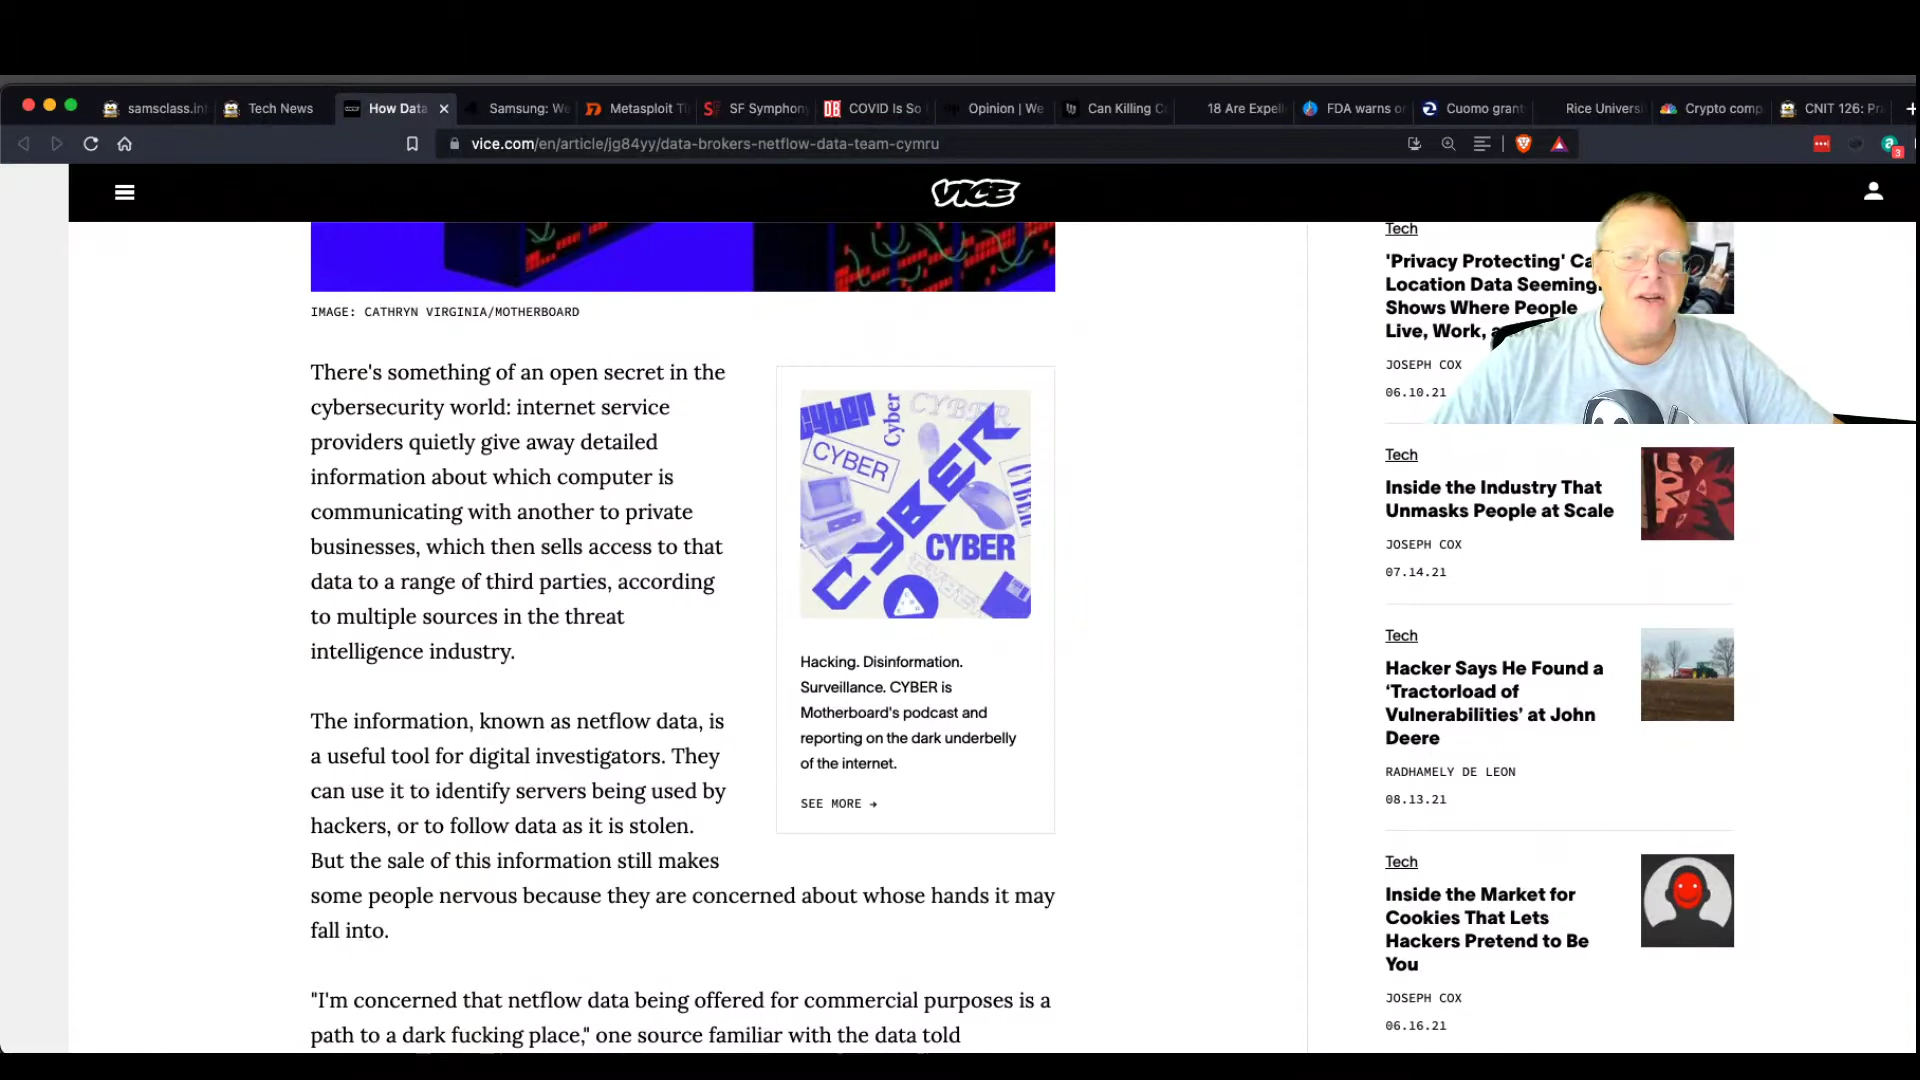 samsclass.in
Tech News
How Data
Samsung: We
Metasploit Ti
SF Symphon
COVID Is So
Opinion | We
Can Killing C
18 Are Expell
FDA warns or
Cuomo grant
Rice Univers
Crypto comp
CNIT 126: Pr
vice.com/en/article/jg84yy/data-brokers-netflow-data-team-cymru
3
VICE
IMAGE: CATHRYN VIRGINIA/MOTHERBOARD
There's something of an open secret in the
cybersecurity world: internet service
providers quietly give away detailed
information about which computer is
communicating with another to private
businesses, which then sells access to that
data to a range of third parties, according
to multiple sources in the threat
intelligence industry.
The information, known as netflow data, is
a useful tool for digital investigators. They
can use it to identify servers being used by
hackers, or to follow data as it is stolen.
But the sale of this information still makes
some people nervous because they are concerned about whose hands it may
fall into.
"I'm concerned that netflow data being offered for commercial purposes is a
path to a dark fucking place," one source familiar with the data told
cyber
Cyber
CYBER
CYBER
CYBER
CYBER
CYBER
CYBER
Hacking. Disinformation.
Surveillance. CYBER is
Motherboard's podcast and
reporting on the dark underbelly
of the internet.
SEE MORE →
Tech
'Privacy Protecting' Ca
Location Data Seeming
Shows Where People
Live, Work, a
JOSEPH COX
06.10.21
Tech
Inside the Industry That
Unmasks People at Scale
JOSEPH COX
07.14.21
Tech
Hacker Says He Found a
‘Tractorload of
Vulnerabilities’ at John
Deere
RADHAMELY DE LEON
08.13.21
Tech
Inside the Market for
Cookies That Lets
Hackers Pretend to Be
You
JOSEPH COX
06.16.21